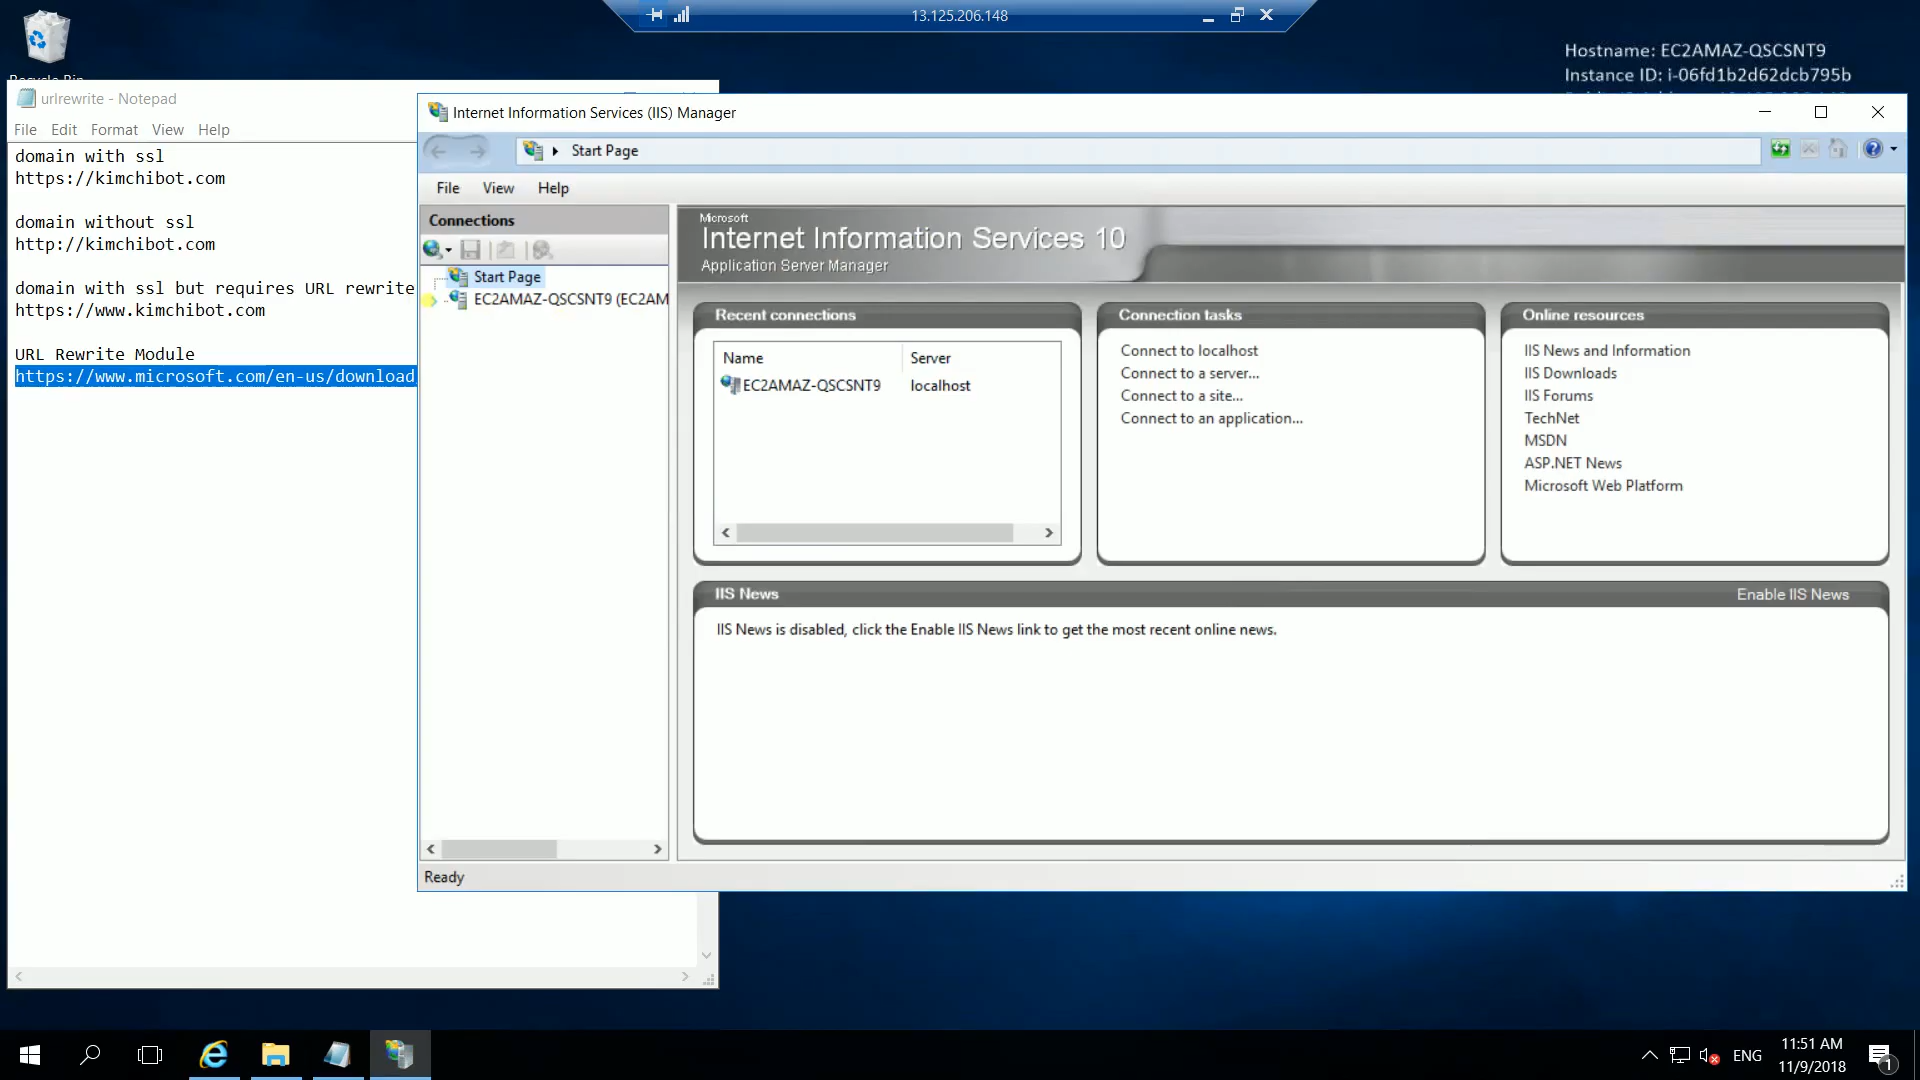 13.125.206.148
Hostname: EC2AMAZ-QSCSNT9
Instance ID: i-06fd1b2d62dcb795b
Recycle Bin
urlrewrite - Notepad
File Edit Format View Help
domain with ssl
https://kimchibot.com
domain without ssl
http://kimchibot.com
domain with ssl but requires URL rewrite
https://www.kimchibot.com
URL Rewrite Module
https://www.microsoft.com/en-us/download
Internet Information Services (IIS) Manager
Start Page
File View Help
Connections
Start Page
EC2AMAZ-QSCSNT9 (EC2AM
Microsoft
Internet Information Services 10
Application Server Manager
Recent connections
Name Server
EC2AMAZ-QSCSNT9 localhost
Connection tasks
Connect to localhost
Connect to a server...
Connect to a site...
Connect to an application...
Online resources
IIS News and Information
IIS Downloads
IIS Forums
TechNet
MSDN
ASP.NET News
Microsoft Web Platform
IIS News
Enable IIS News
IIS News is disabled, click the Enable IIS News link to get the most recent online news.
Ready
ENG
11:51 AM
11/9/2018
1